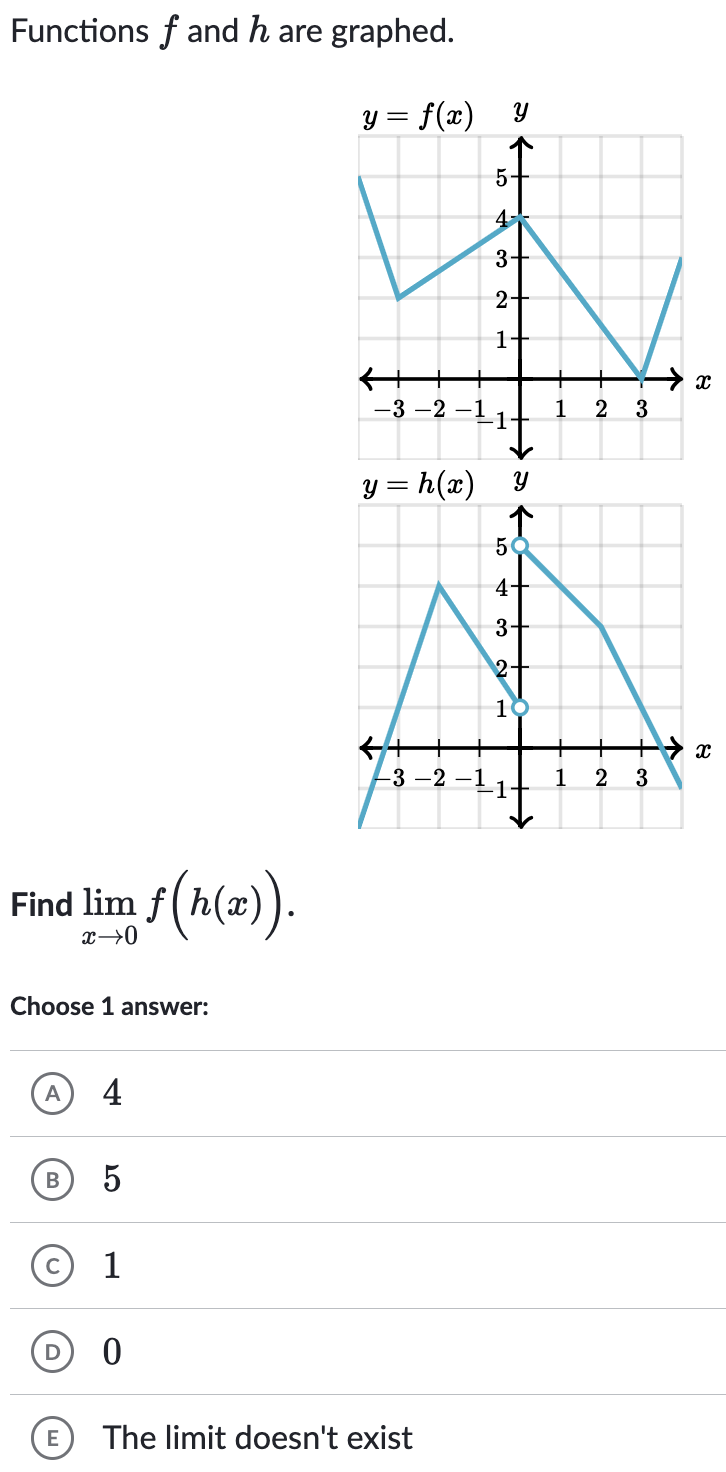 Functions f and h are graphed.
y = f(x) y
5
4
3
2
1
x
−3 −2 −1 1 2 3
−1
y = h(x) y
5
4
3
2
1
x
−3 −2 −1 1 2 3
−1
Find lim f(h(x)).
x→0
Choose 1 answer:
A 4
B 5
C 1
D 0
E The limit doesn't exist